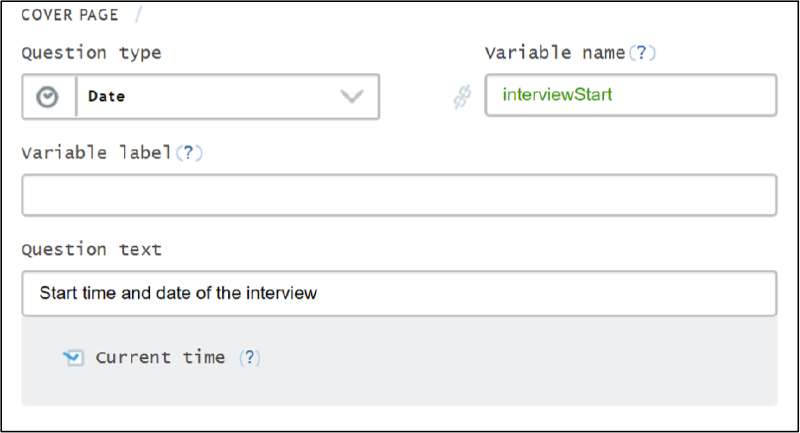 COVER PAGE /
Question type Variable name(?)
Date interviewStart
Variable label(?)
Question text
Start time and date of the interview
Current time (?)